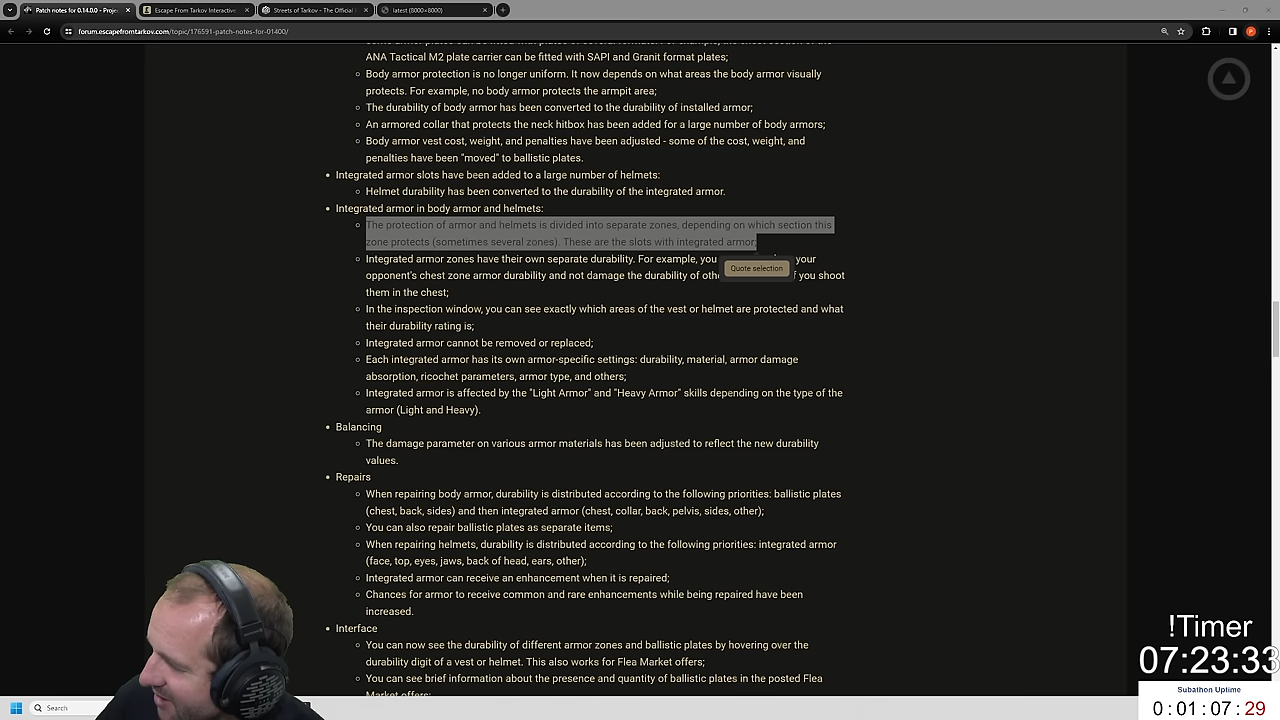 Patch notes for 0.14.0.0 - Proje
Escape From Tarkov Interactive
Streets of Tarkov - The Official
latest (8000×8000)
forum.escapefromtarkov.com/topic/176591-patch-notes-for-01400/
ANA Tactical M2 plate carrier can be fitted with SAPI and Granit format plates;
Body armor protection is no longer uniform. It now depends on what areas the body armor visually
protects. For example, no body armor protects the armpit area;
The durability of body armor has been converted to the durability of installed armor;
An armored collar that protects the neck hitbox has been added for a large number of body armors;
Body armor vest cost, weight, and penalties have been adjusted - some of the cost, weight, and
penalties have been "moved" to ballistic plates.
Integrated armor slots have been added to a large number of helmets:
Helmet durability has been converted to the durability of the integrated armor.
Integrated armor in body armor and helmets:
The protection of armor and helmets is divided into separate zones, depending on which section this
zone protects (sometimes several zones). These are the slots with integrated armor;
Integrated armor zones have their own separate durability. For example, you your
Quote selection
opponent's chest zone armor durability and not damage the durability of f you shoot
them in the chest;
In the inspection window, you can see exactly which areas of the vest or helmet are protected and what
their durability rating is;
Integrated armor cannot be removed or replaced;
Each integrated armor has its own armor-specific settings: durability, material, armor damage
absorption, ricochet parameters, armor type, and others;
Integrated armor is affected by the "Light Armor" and "Heavy Armor" skills depending on the type of the
armor (Light and Heavy).
Balancing
The damage parameter on various armor materials has been adjusted to reflect the new durability
values.
Repairs
When repairing body armor, durability is distributed according to the following priorities: ballistic plates
(chest, back, sides) and then integrated armor (chest, collar, back, pelvis, sides, other);
You can also repair ballistic plates as separate items;
When repairing helmets, durability is distributed according to the following priorities: integrated armor
(face, top, eyes, jaws, back of head, ears, other);
Integrated armor can receive an enhancement when it is repaired;
Chances for armor to receive common and rare enhancements while being repaired have been
increased.
Interface
You can now see the durability of different armor zones and ballistic plates by hovering over the
durability digit of a vest or helmet. This also works for Flea Market offers;
You can see brief information about the presence and quantity of ballistic plates in the posted Flea
Market offers;
Search
!Timer
07:23:33
Subathon Uptime
0:01:07:29